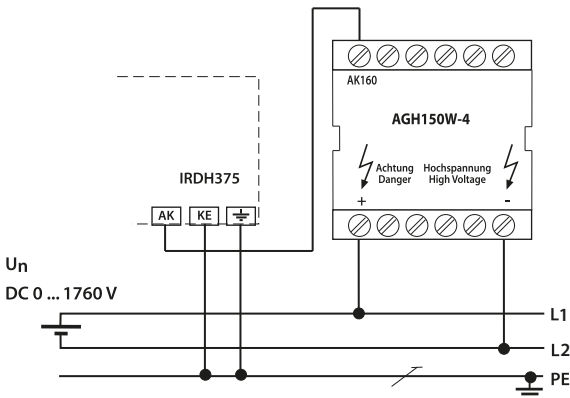 AK160
AGH150W-4
IRDH375
Achtung Hochspannung
Danger High Voltage
+ -
AK KE
Un
DC 0 ... 1760 V
L1
L2
PE